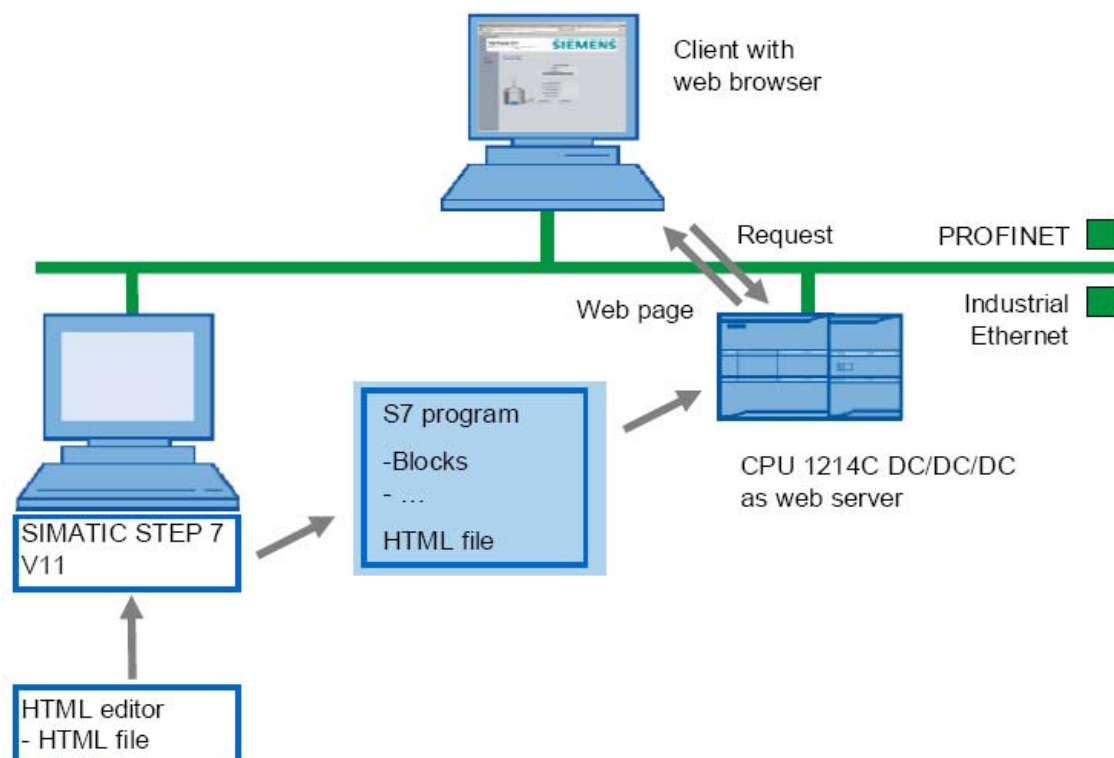 SIEMENS
Client with
web browser
Request
PROFINET
Web page
Industrial
Ethernet
S7 program
-Blocks
- ...
HTML file
CPU 1214C DC/DC/DC
as web server
SIMATIC STEP 7
V11
HTML editor
- HTML file